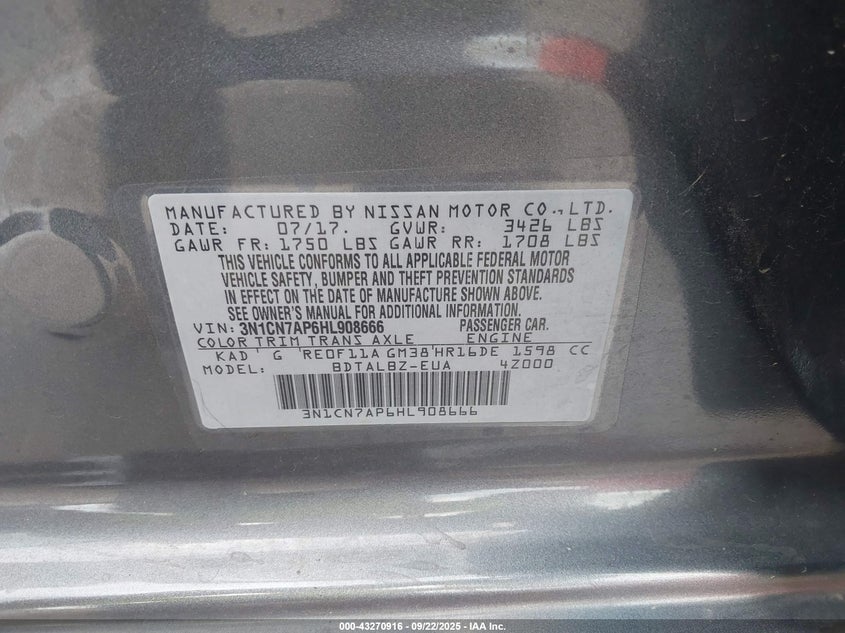 MANUFACTURED BY NISSAN MOTOR CO., LTD.
DATE: 07/17. GVWR: 3426 LBS
GAWR FR: 1750 LBS GAWR RR: 1708 LBS
THIS VEHICLE CONFORMS TO ALL APPLICABLE FEDERAL MOTOR
VEHICLE SAFETY, BUMPER AND THEFT PREVENTION STANDARDS
IN EFFECT ON THE DATE OF MANUFACTURE SHOWN ABOVE.
SEE OWNER'S MANUAL FOR ADDITIONAL INFORMATION.
VIN: 3N1CN7AP6HL908666 PASSENGER CAR.
COLOR TRIM TRANS AXLE ENGINE
KAD G RE0F11A GM38 HR16DE 1598 CC
MODEL: BDTALBZ-EUA 4Z000
3N1CN7AP6HL908666
000-43270916 - 09/22/2025 - IAA Inc.